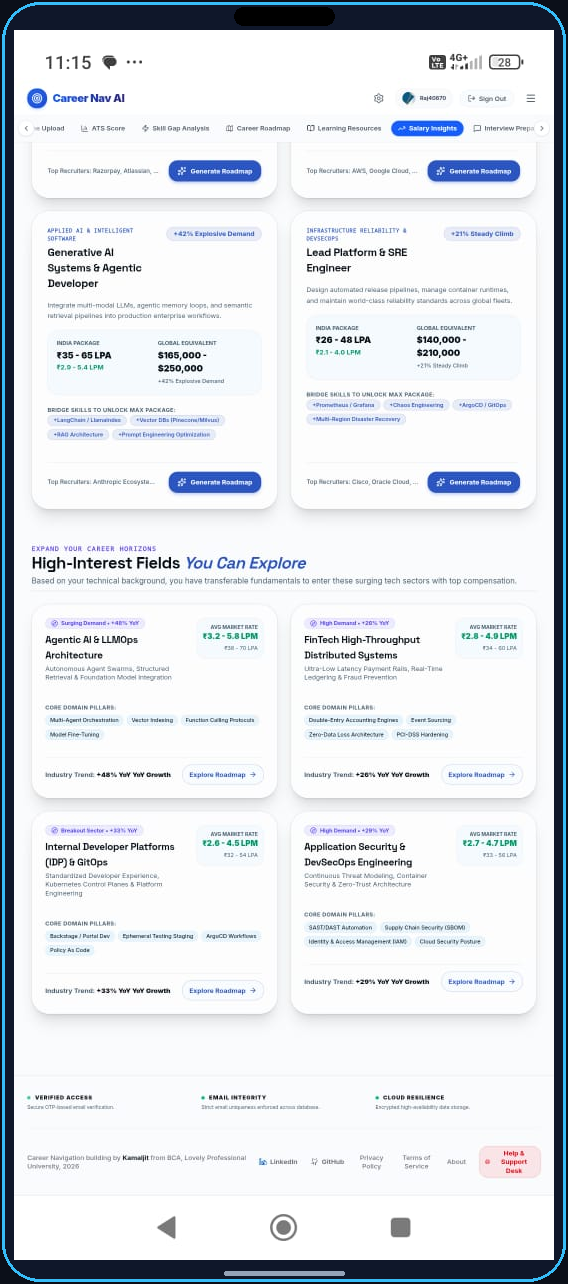 11:15
Vo LTE 4G+ 28
Career Nav AI
Raj40870
Sign Out
Upload
ATS Score
Skill Gap Analysis
Career Roadmap
Learning Resources
Salary Insights
Interview Prepa
Top Recruiters: Razorpay, Atlassian, ...
Generate Roadmap
Top Recruiters: AWS, Google Cloud, ...
Generate Roadmap
APPLIED AI & INTELLIGENT
SOFTWARE
+42% Explosive Demand
Generative AI
Systems & Agentic
Developer
Integrate multi-modal LLMs, agentic memory loops, and semantic
retrieval pipelines into production enterprise workflows.
INDIA PACKAGE
₹35 - 65 LPA
₹2.9 - 5.4 LPM
GLOBAL EQUIVALENT
$165,000 -
$250,000
+42% Explosive Demand
BRIDGE SKILLS TO UNLOCK MAX PACKAGE:
+LangChain / LlamaIndex
+Vector DBs (Pinecone/Milvus)
+RAG Architecture
+Prompt Engineering Optimization
Top Recruiters: Anthropic Ecosyste...
Generate Roadmap
INFRASTRUCTURE RELIABILITY &
DEVSECOPS
+21% Steady Climb
Lead Platform & SRE
Engineer
Design automated release pipelines, manage container runtimes,
and maintain world-class reliability standards across global fleets.
INDIA PACKAGE
₹26 - 48 LPA
₹2.1 - 4.0 LPM
GLOBAL EQUIVALENT
$140,000 -
$210,000
+21% Steady Climb
BRIDGE SKILLS TO UNLOCK MAX PACKAGE:
+Prometheus / Grafana
+Chaos Engineering
+ArgoCD / GitOps
+Multi-Region Disaster Recovery
Top Recruiters: Cisco, Oracle Cloud, ...
Generate Roadmap
EXPAND YOUR CAREER HORIZONS
High-Interest Fields You Can Explore
Based on your technical background, you have transferable fundamentals to enter these surging tech sectors with top compensation.
Surging Demand • +48% YoY
Agentic AI & LLMOps
Architecture
Autonomous Agent Swarms, Structured
Retrieval & Foundation Model Integration
AVG MARKET RATE
₹3.2 - 5.8 LPM
₹38 - 70 LPA
CORE DOMAIN PILLARS:
Multi-Agent Orchestration
Vector Indexing
Function Calling Protocols
Model Fine-Tuning
Industry Trend: +48% YoY YoY Growth
Explore Roadmap
High Demand • +26% YoY
FinTech High-Throughput
Distributed Systems
Ultra-Low Latency Payment Rails, Real-Time
Ledgering & Fraud Prevention
AVG MARKET RATE
₹2.8 - 4.9 LPM
₹34 - 60 LPA
CORE DOMAIN PILLARS:
Double-Entry Accounting Engines
Event Sourcing
Zero-Data Loss Architecture
PCI-DSS Hardening
Industry Trend: +26% YoY YoY Growth
Explore Roadmap
Breakout Sector • +33% YoY
Internal Developer Platforms
(IDP) & GitOps
Standardized Developer Experience,
Kubernetes Control Planes & Platform
Engineering
AVG MARKET RATE
₹2.6 - 4.5 LPM
₹32 - 54 LPA
CORE DOMAIN PILLARS:
Backstage / Portal Dev
Ephemeral Testing Staging
ArgoCD Workflows
Policy As Code
Industry Trend: +33% YoY YoY Growth
Explore Roadmap
High Demand • +29% YoY
Application Security &
DevSecOps Engineering
Continuous Threat Modeling, Container
Security & Zero-Trust Architecture
AVG MARKET RATE
₹2.7 - 4.7 LPM
₹33 - 56 LPA
CORE DOMAIN PILLARS:
SAST/DAST Automation
Supply Chain Security (SBOM)
Identity & Access Management (IAM)
Cloud Security Posture
Industry Trend: +29% YoY YoY Growth
Explore Roadmap
VERIFIED ACCESS
Secure OTP-based email verification.
EMAIL INTEGRITY
Strict email uniqueness enforced across database.
CLOUD RESILIENCE
Encrypted high-availability data storage.
Career Navigation building by Kamaljit from BCA, Lovely Professional
University, 2026
LinkedIn
GitHub
Privacy
Policy
Terms of
Service
About
Help &
Support
Desk